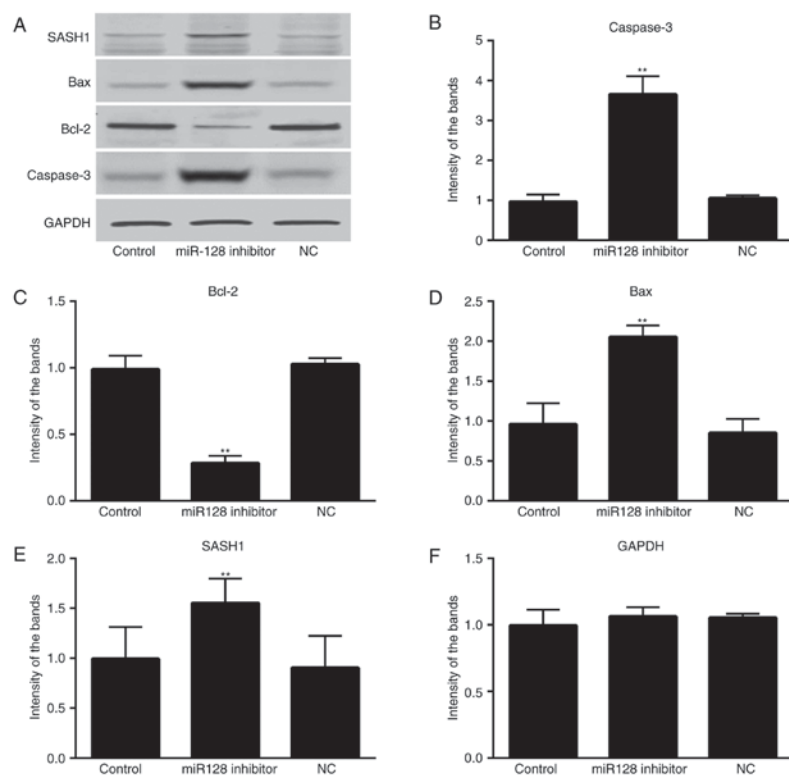 A
SASH1
Bax
Bcl-2
Caspase-3
GAPDH
Control miR-128 inhibitor NC
B
Caspase-3
Intensity of the bands
5
4
3
2
1
0
**
Control miR128 inhibitor NC
C
Bcl-2
Intensity of the bands
1.5
1.0
0.5
0.0
**
Control miR128 inhibitor NC
D
Bax
Intensity of the bands
2.5
2.0
1.5
1.0
0.5
0.0
**
Control miR128 inhibitor NC
E
SASH1
Intensity of the bands
2.0
1.5
1.0
0.5
0.0
**
Control miR128 inhibitor NC
F
GAPDH
Intensity of the bands
1.5
1.0
0.5
0.0
Control miR128 inhibitor NC